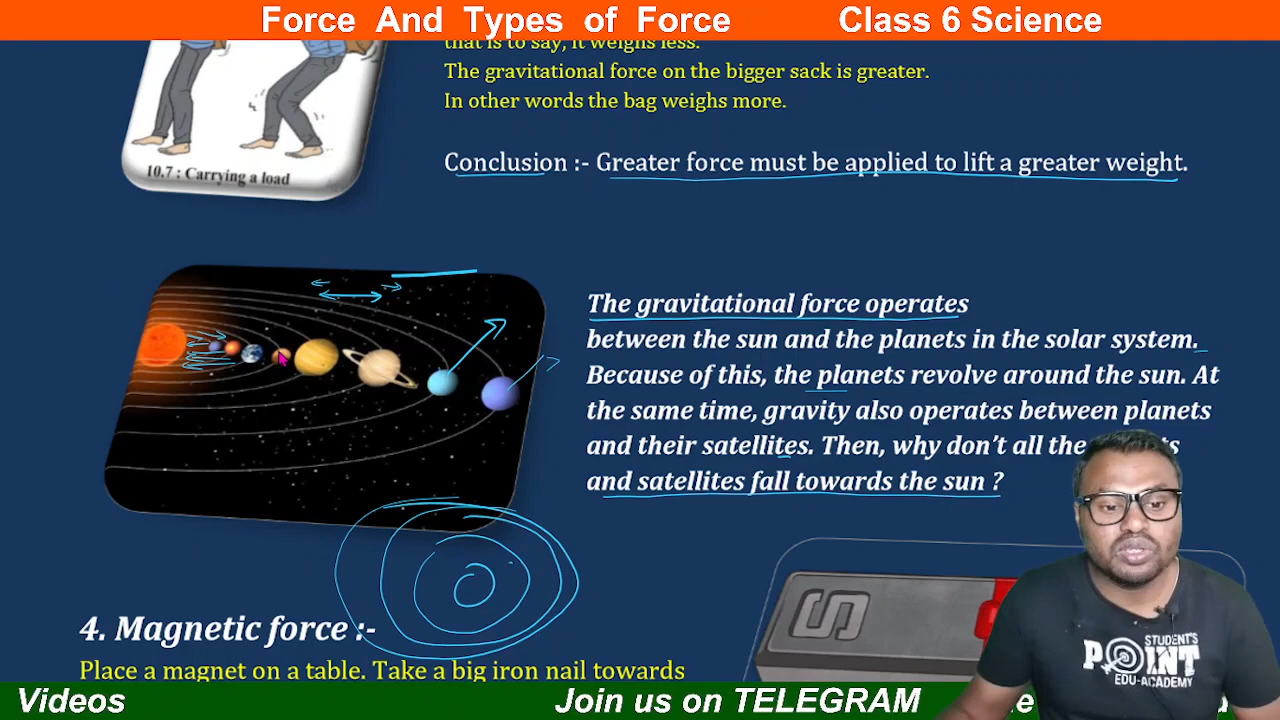 Force And Types of Force Class 6 Science
that is to say, it weighs less.
The gravitational force on the bigger sack is greater.
In other words the bag weighs more.
10.7 : Carrying a load
Conclusion :- Greater force must be applied to lift a greater weight.
The gravitational force operates
between the sun and the planets in the solar system.
Because of this, the planets revolve around the sun. At
the same time, gravity also operates between planets
and their satellites. Then, why don't all the
and satellites fall towards the sun ?
4. Magnetic force :-
Place a magnet on a table. Take a big iron nail towards
S
STUDENT'S
POINT
EDU-ACADEMY
Videos Join us on TELEGRAM